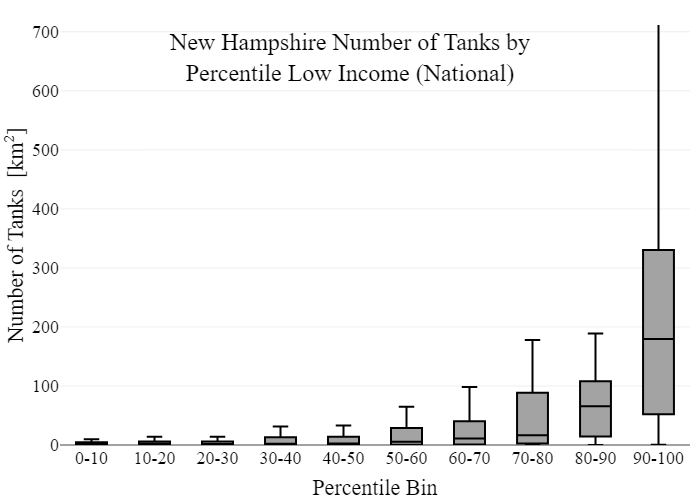 New Hampshire Number of Tanks by
Percentile Low Income (National)
Number of Tanks [km²]
700
600
500
400
300
200
100
0
0-10 10-20 20-30 30-40 40-50 50-60 60-70 70-80 80-90 90-100
Percentile Bin